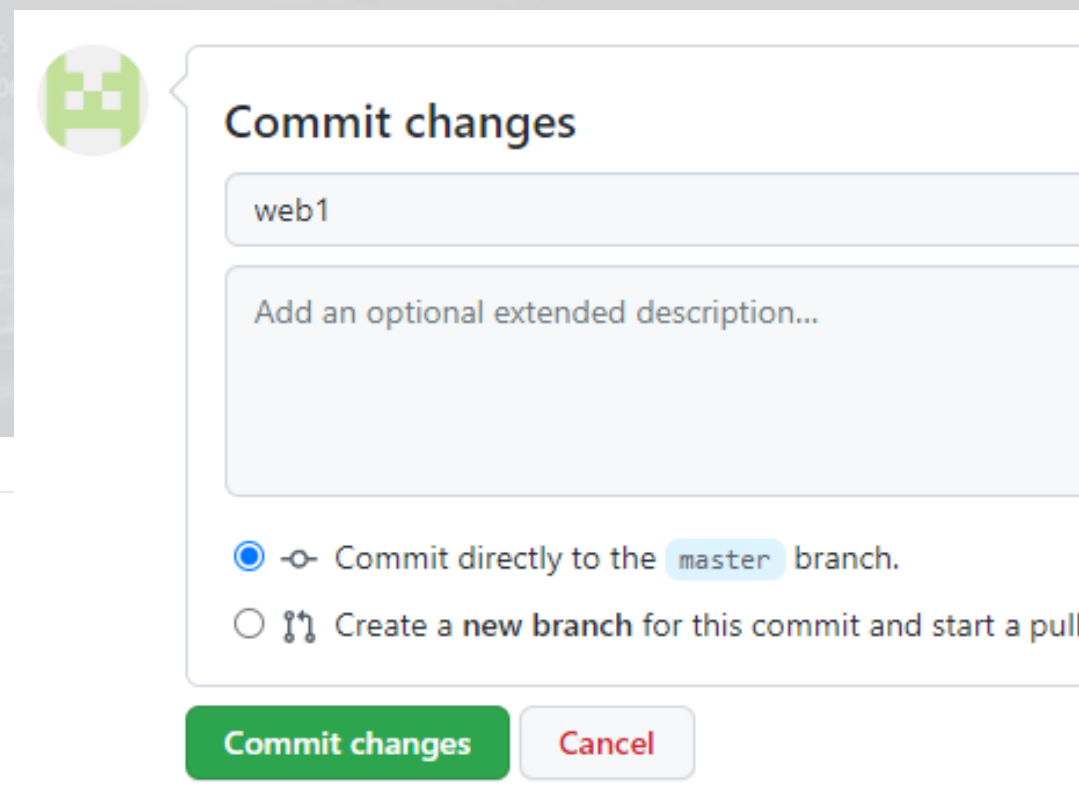 Commit changes
web1
Add an optional extended description...
Commit directly to the master branch.
Create a new branch for this commit and start a pull
Commit changes
Cancel